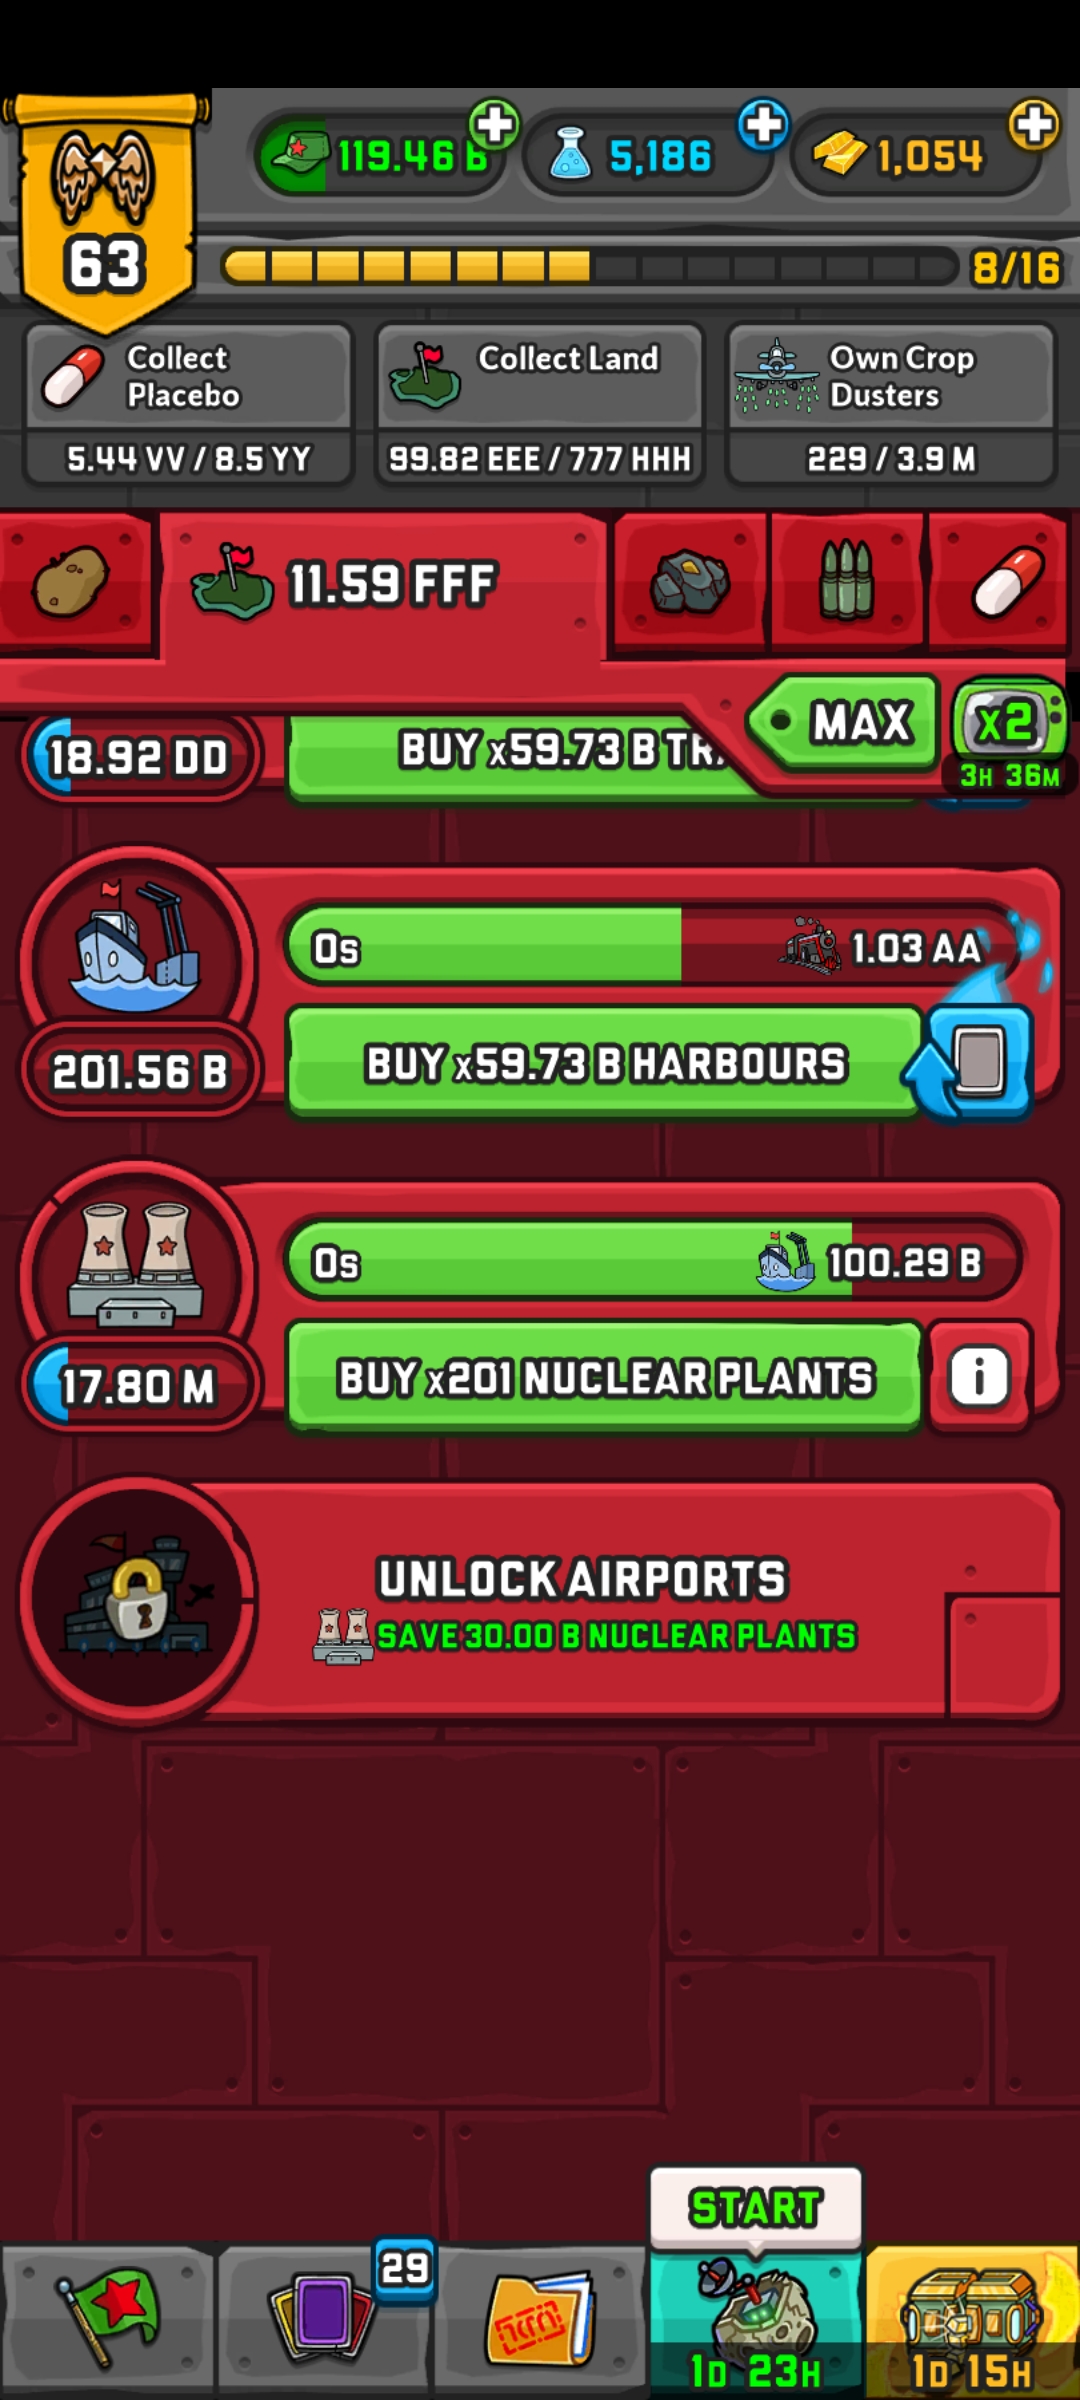 63
119.46 B
5,186
1,054
8/16
Collect
Placebo
5.44 VV / 8.5 YY
Collect Land
99.82 EEE / 777 HHH
Own Crop
Dusters
229 / 3.9 M
11.59 FFF
MAX
x2
3H 36M
18.92 DD
BUY x59.73 B
201.56 B
0s
1.03 AA
BUY x59.73 B HARBOURS
17.80 M
0s
100.29 B
BUY x201 NUCLEAR PLANTS
i
UNLOCK AIRPORTS
SAVE 30.00 B NUCLEAR PLANTS
START
29
1D 23H
1D 15H